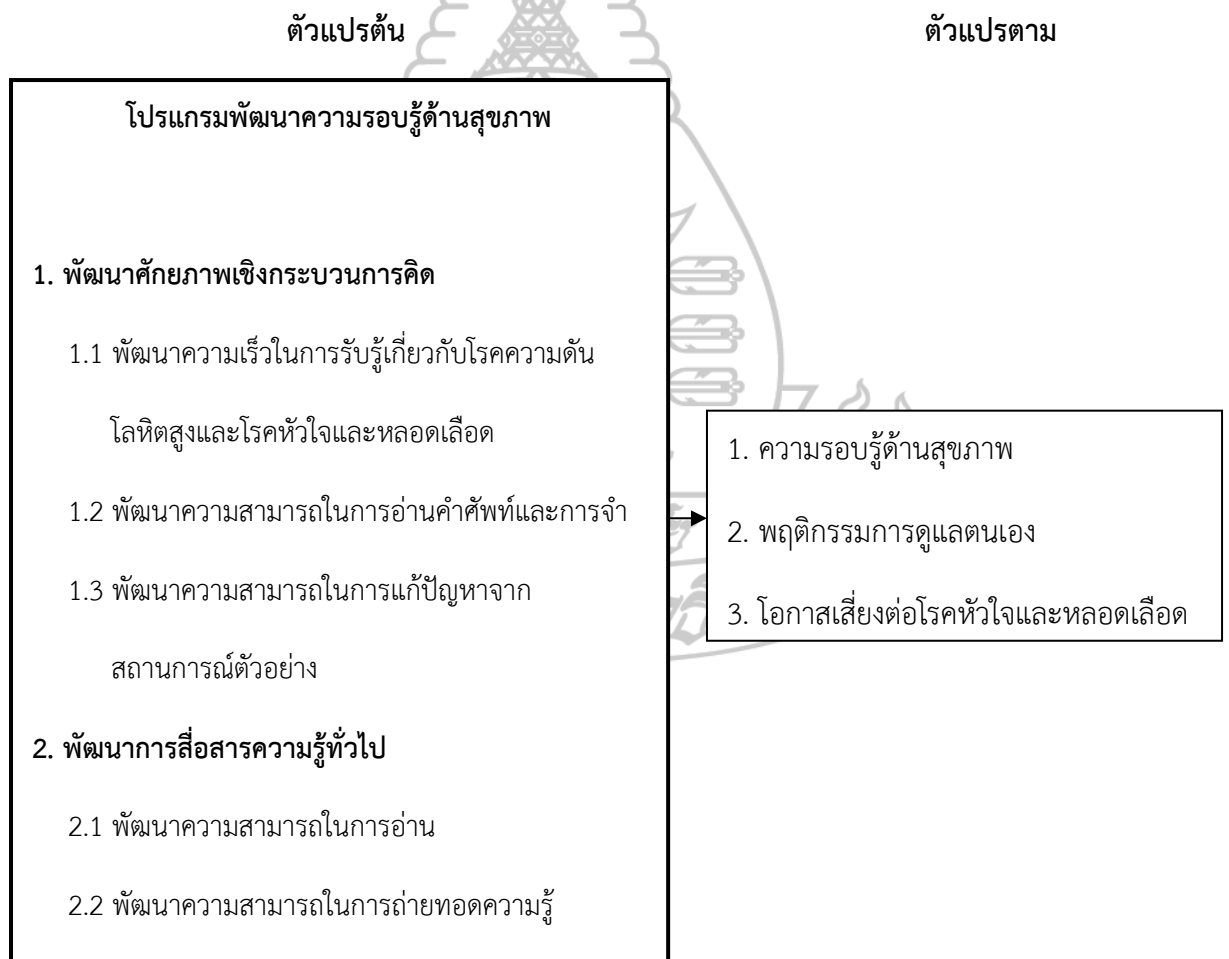 ตัวแปรต้น
ตัวแปรตาม
โปรแกรมพัฒนาความรอบรู้ด้านสุขภาพ
1. พัฒนาศักยภาพเชิงกระบวนการคิด
1.1 พัฒนาความเร็วในการรับรู้เกี่ยวกับโรคความดัน
โลหิตสูงและโรคหัวใจและหลอดเลือด
1.2 พัฒนาความสามารถในการอ่านคำศัพท์และการจำ
1.3 พัฒนาความสามารถในการแก้ปัญหาจาก
สถานการณ์ตัวอย่าง
2. พัฒนาการสื่อสารความรู้ทั่วไป
2.1 พัฒนาความสามารถในการอ่าน
2.2 พัฒนาความสามารถในการถ่ายทอดความรู้
1. ความรอบรู้ด้านสุขภาพ
2. พฤติกรรมการดูแลตนเอง
3. โอกาสเสี่ยงต่อโรคหัวใจและหลอดเลือด